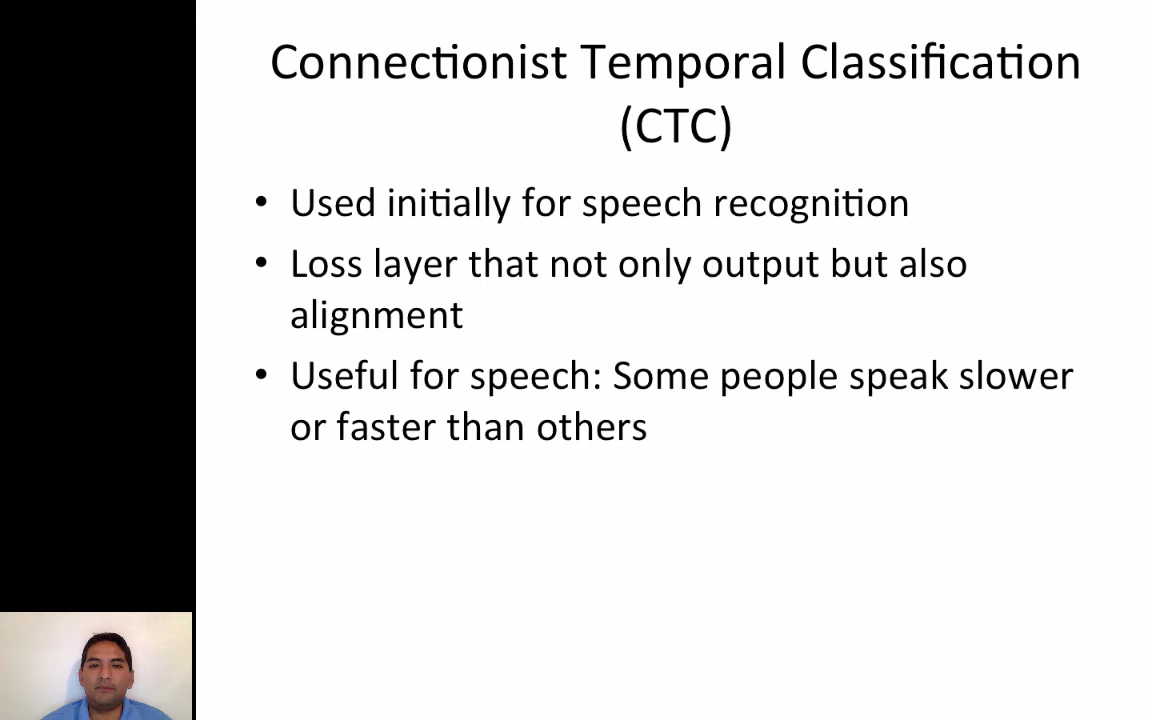 Connectionist Temporal Classification
(CTC)
• Used initially for speech recognition
• Loss layer that not only output but also
alignment
• Useful for speech: Some people speak slower
or faster than others